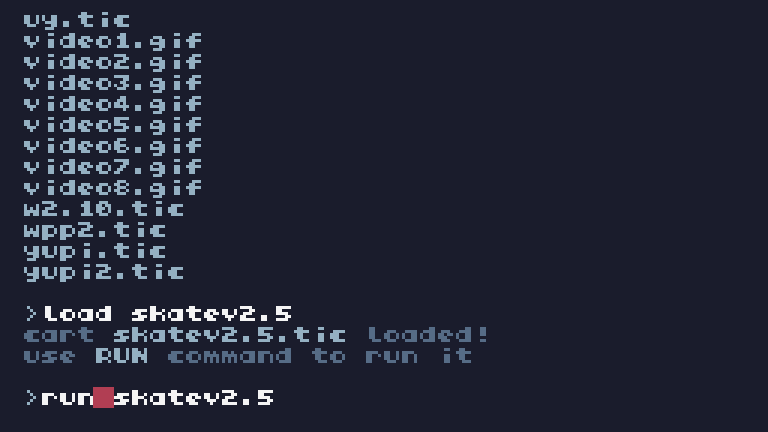 uy.tic
video1.gif
video2.gif
video3.gif
video4.gif
video5.gif
video6.gif
video7.gif
video8.gif
w2.10.tic
wpp2.tic
yupi.tic
yupi2.tic
>load skatev2.5
cart skatev2.5.tic loaded!
use RUN command to run it
>run skatev2.5